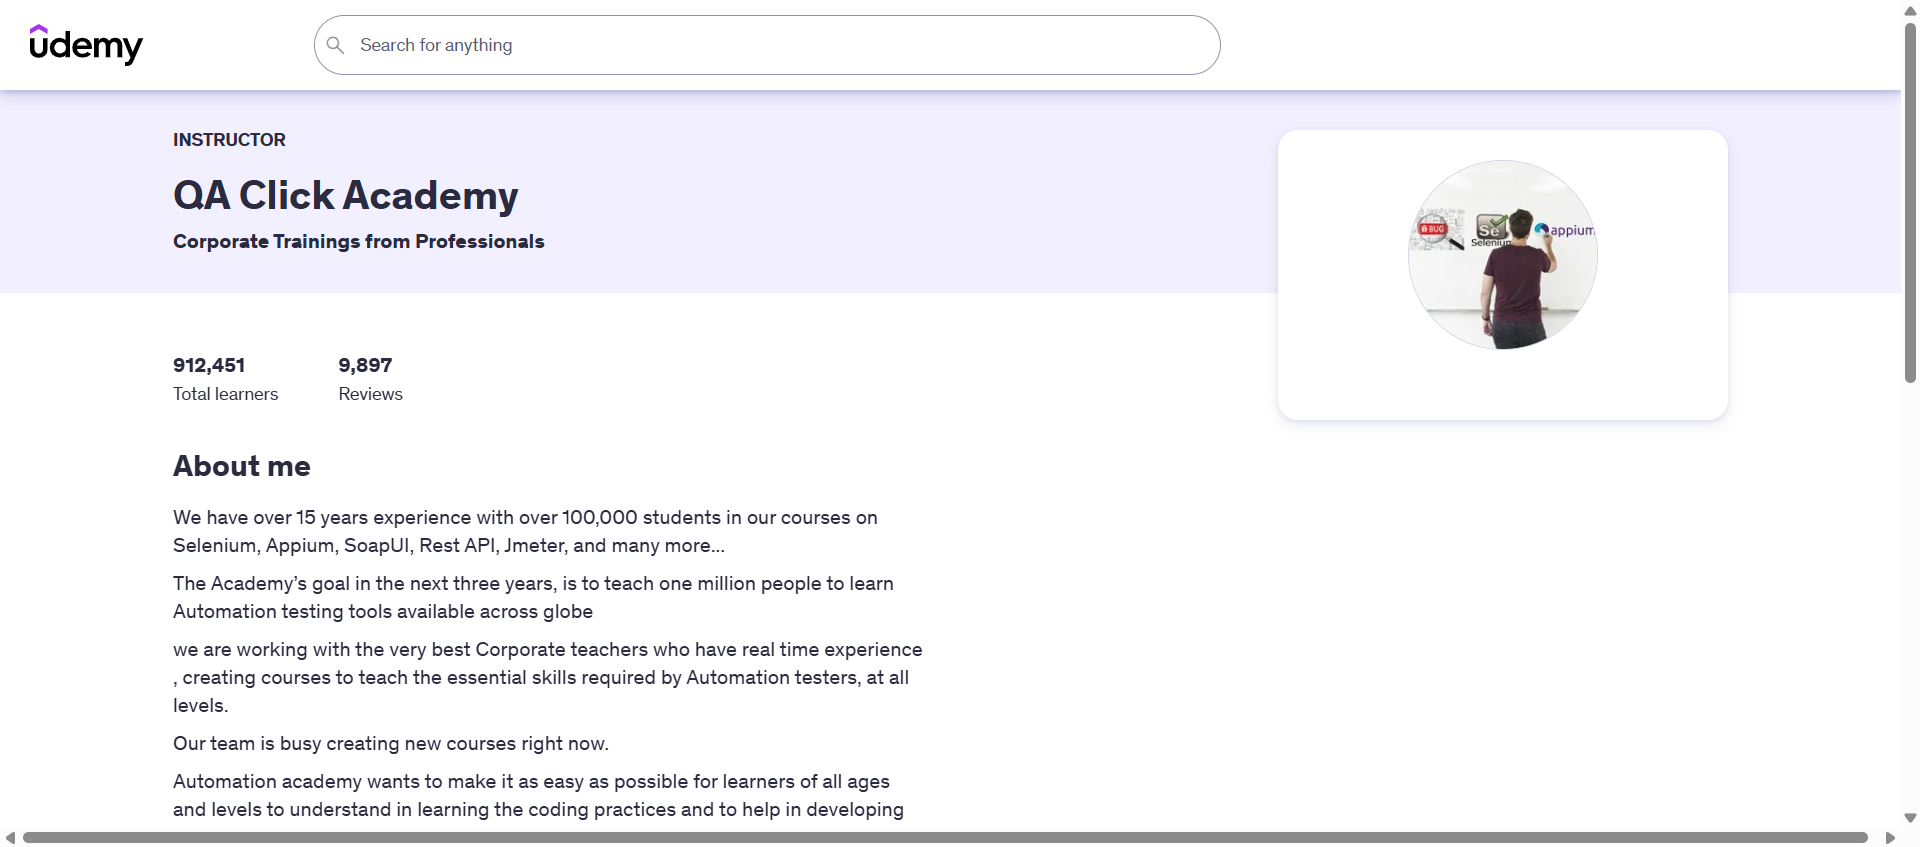 udemy
Search for anything
INSTRUCTOR
QA Click Academy
Corporate Trainings from Professionals
BUG
Se
Selenium
appium
912,451
Total learners
9,897
Reviews
About me
We have over 15 years experience with over 100,000 students in our courses on
Selenium, Appium, SoapUI, Rest API, Jmeter, and many more...
The Academy’s goal in the next three years, is to teach one million people to learn
Automation testing tools available across globe
we are working with the very best Corporate teachers who have real time experience
, creating courses to teach the essential skills required by Automation testers, at all
levels.
Our team is busy creating new courses right now.
Automation academy wants to make it as easy as possible for learners of all ages
and levels to understand in learning the coding practices and to help in developing